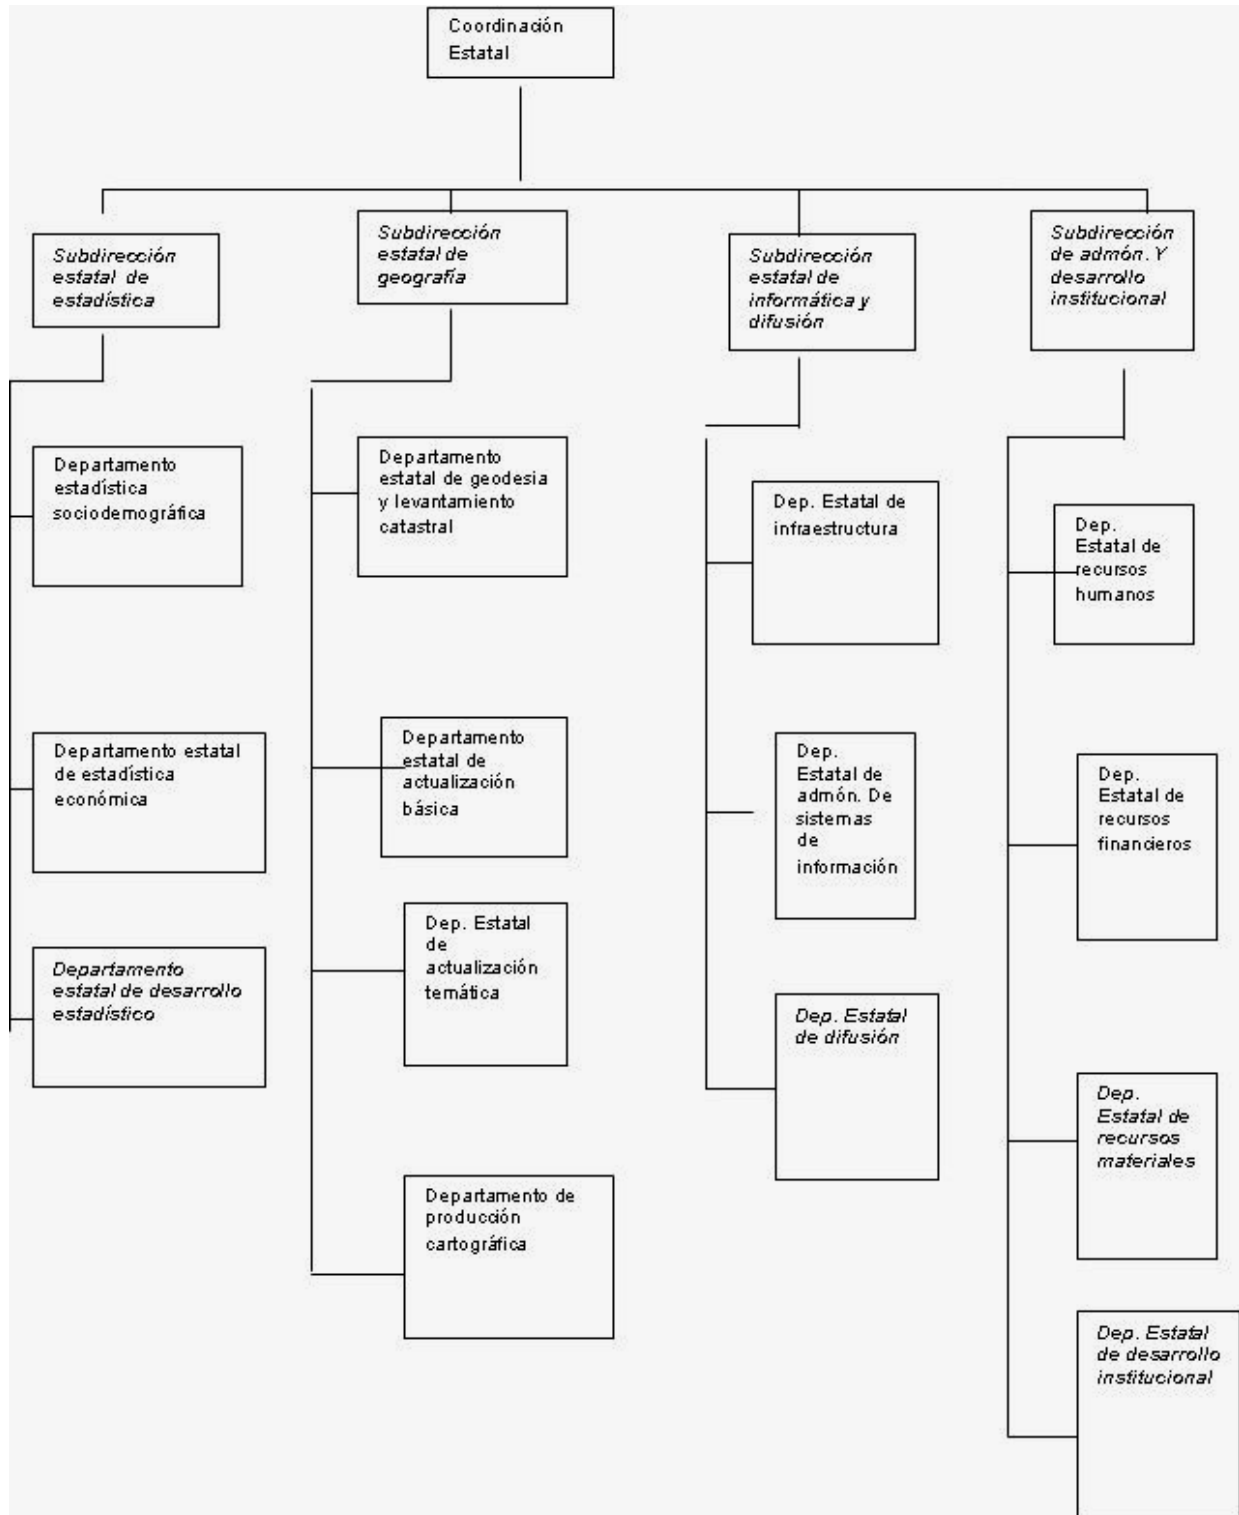 Coordinación
Estatal
Subdirección
estatal de
estadística
Subdirección
estatal de
geografía
Subdirección
estatal de
informática y
difusión
Subdirección
de admón. Y
desarrollo
institucional
Departamento
estadística
sociodemográfica
Departamento estatal
de estadística
económica
Departamento
estatal de desarrollo
estadístico
Departamento
estatal de geodesia
y levantamiento
catastral
Departamento
estatal de
actualización
básica
Dep. Estatal
de
actualización
temática
Departamento de
producción
cartográfica
Dep. Estatal de
infraestructura
Dep.
Estatal de
admón. De
sistemas
de
información
Dep. Estatal
de difusión
Dep.
Estatal de
recursos
humanos
Dep.
Estatal de
recursos
financieros
Dep.
Estatal de
recursos
materiales
Dep. Estatal
de desarrollo
institucional